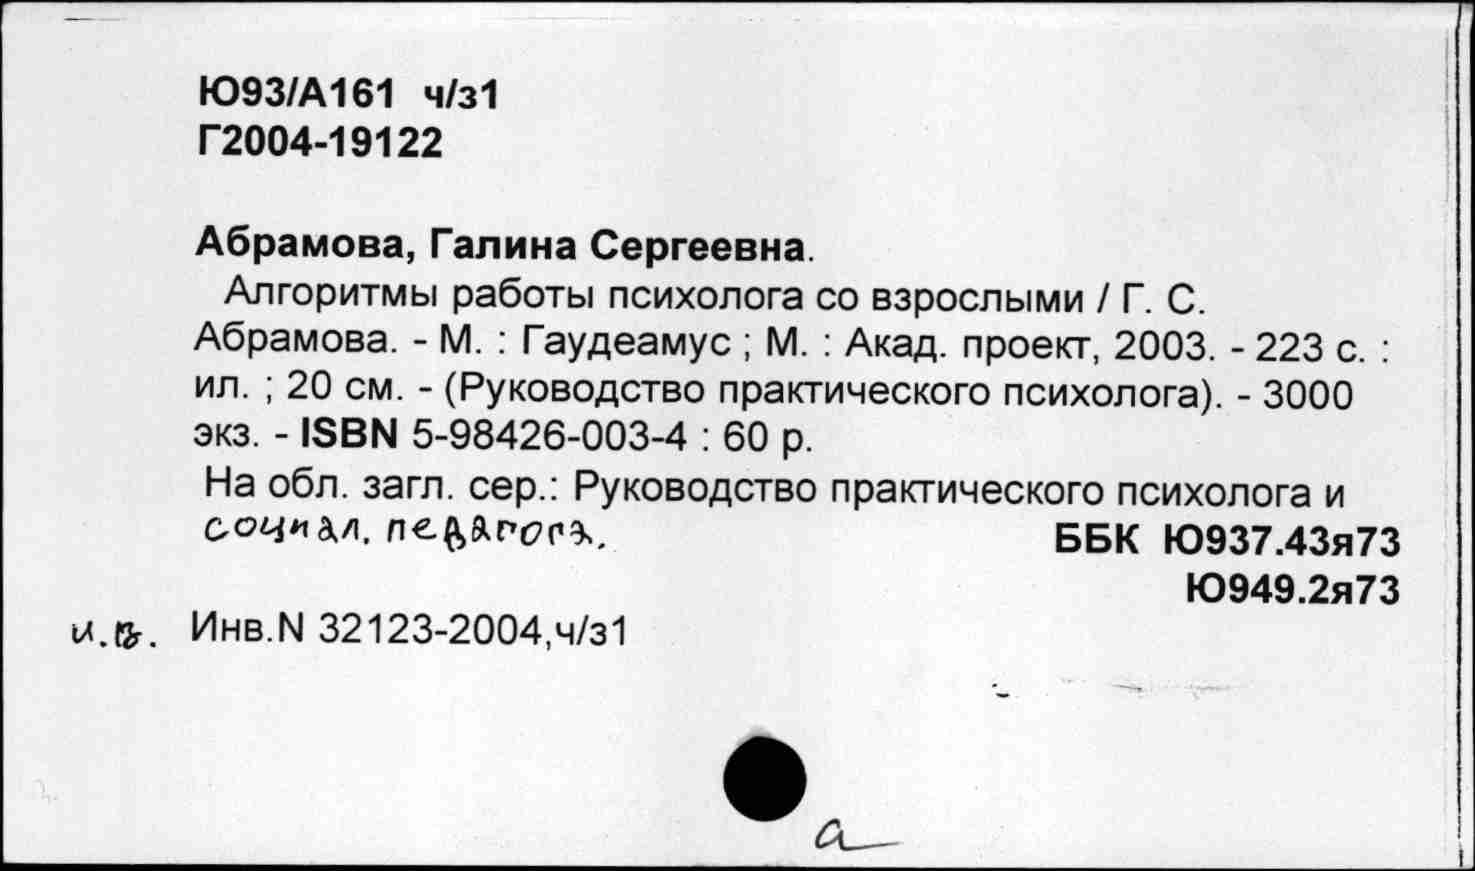 Ю93/А161 ч/з1
Г2004-19122
Абрамова, Галина Сергеевна.
Алгоритмы работы психолога со взрослыми / Г. С.
Абрамова. - М. : Гаудеамус ; М. : Акад. проект, 2003. - 223 с. :
ил. ; 20 см. - (Руководство практического психолога). - 3000
экз. - ISBN 5-98426-003-4 : 60 р.
На обл. загл. сер.: Руководство практического психолога и
социал. педагога.
ББК Ю937.43я73
Ю949.2я73
Инв.N 32123-2004,ч/з1
а